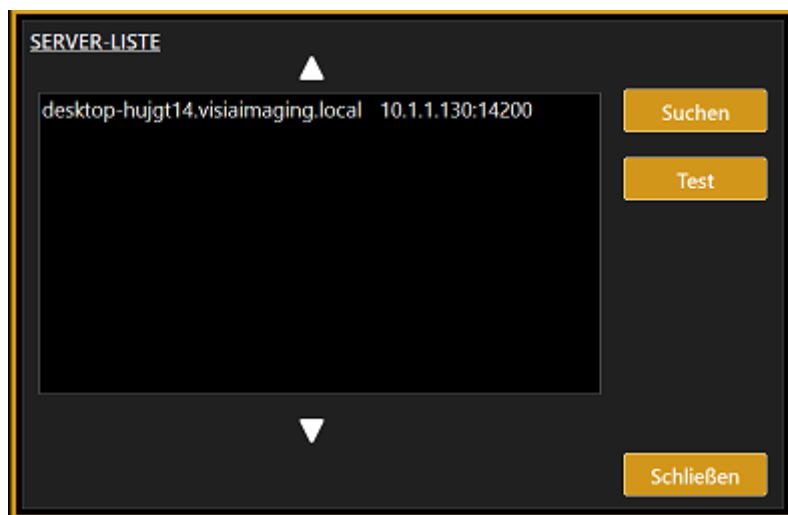 SERVER-LISTE
desktop-hujgt14.visiaimaging.local 10.1.1.130:14200
Suchen
Test
Schließen